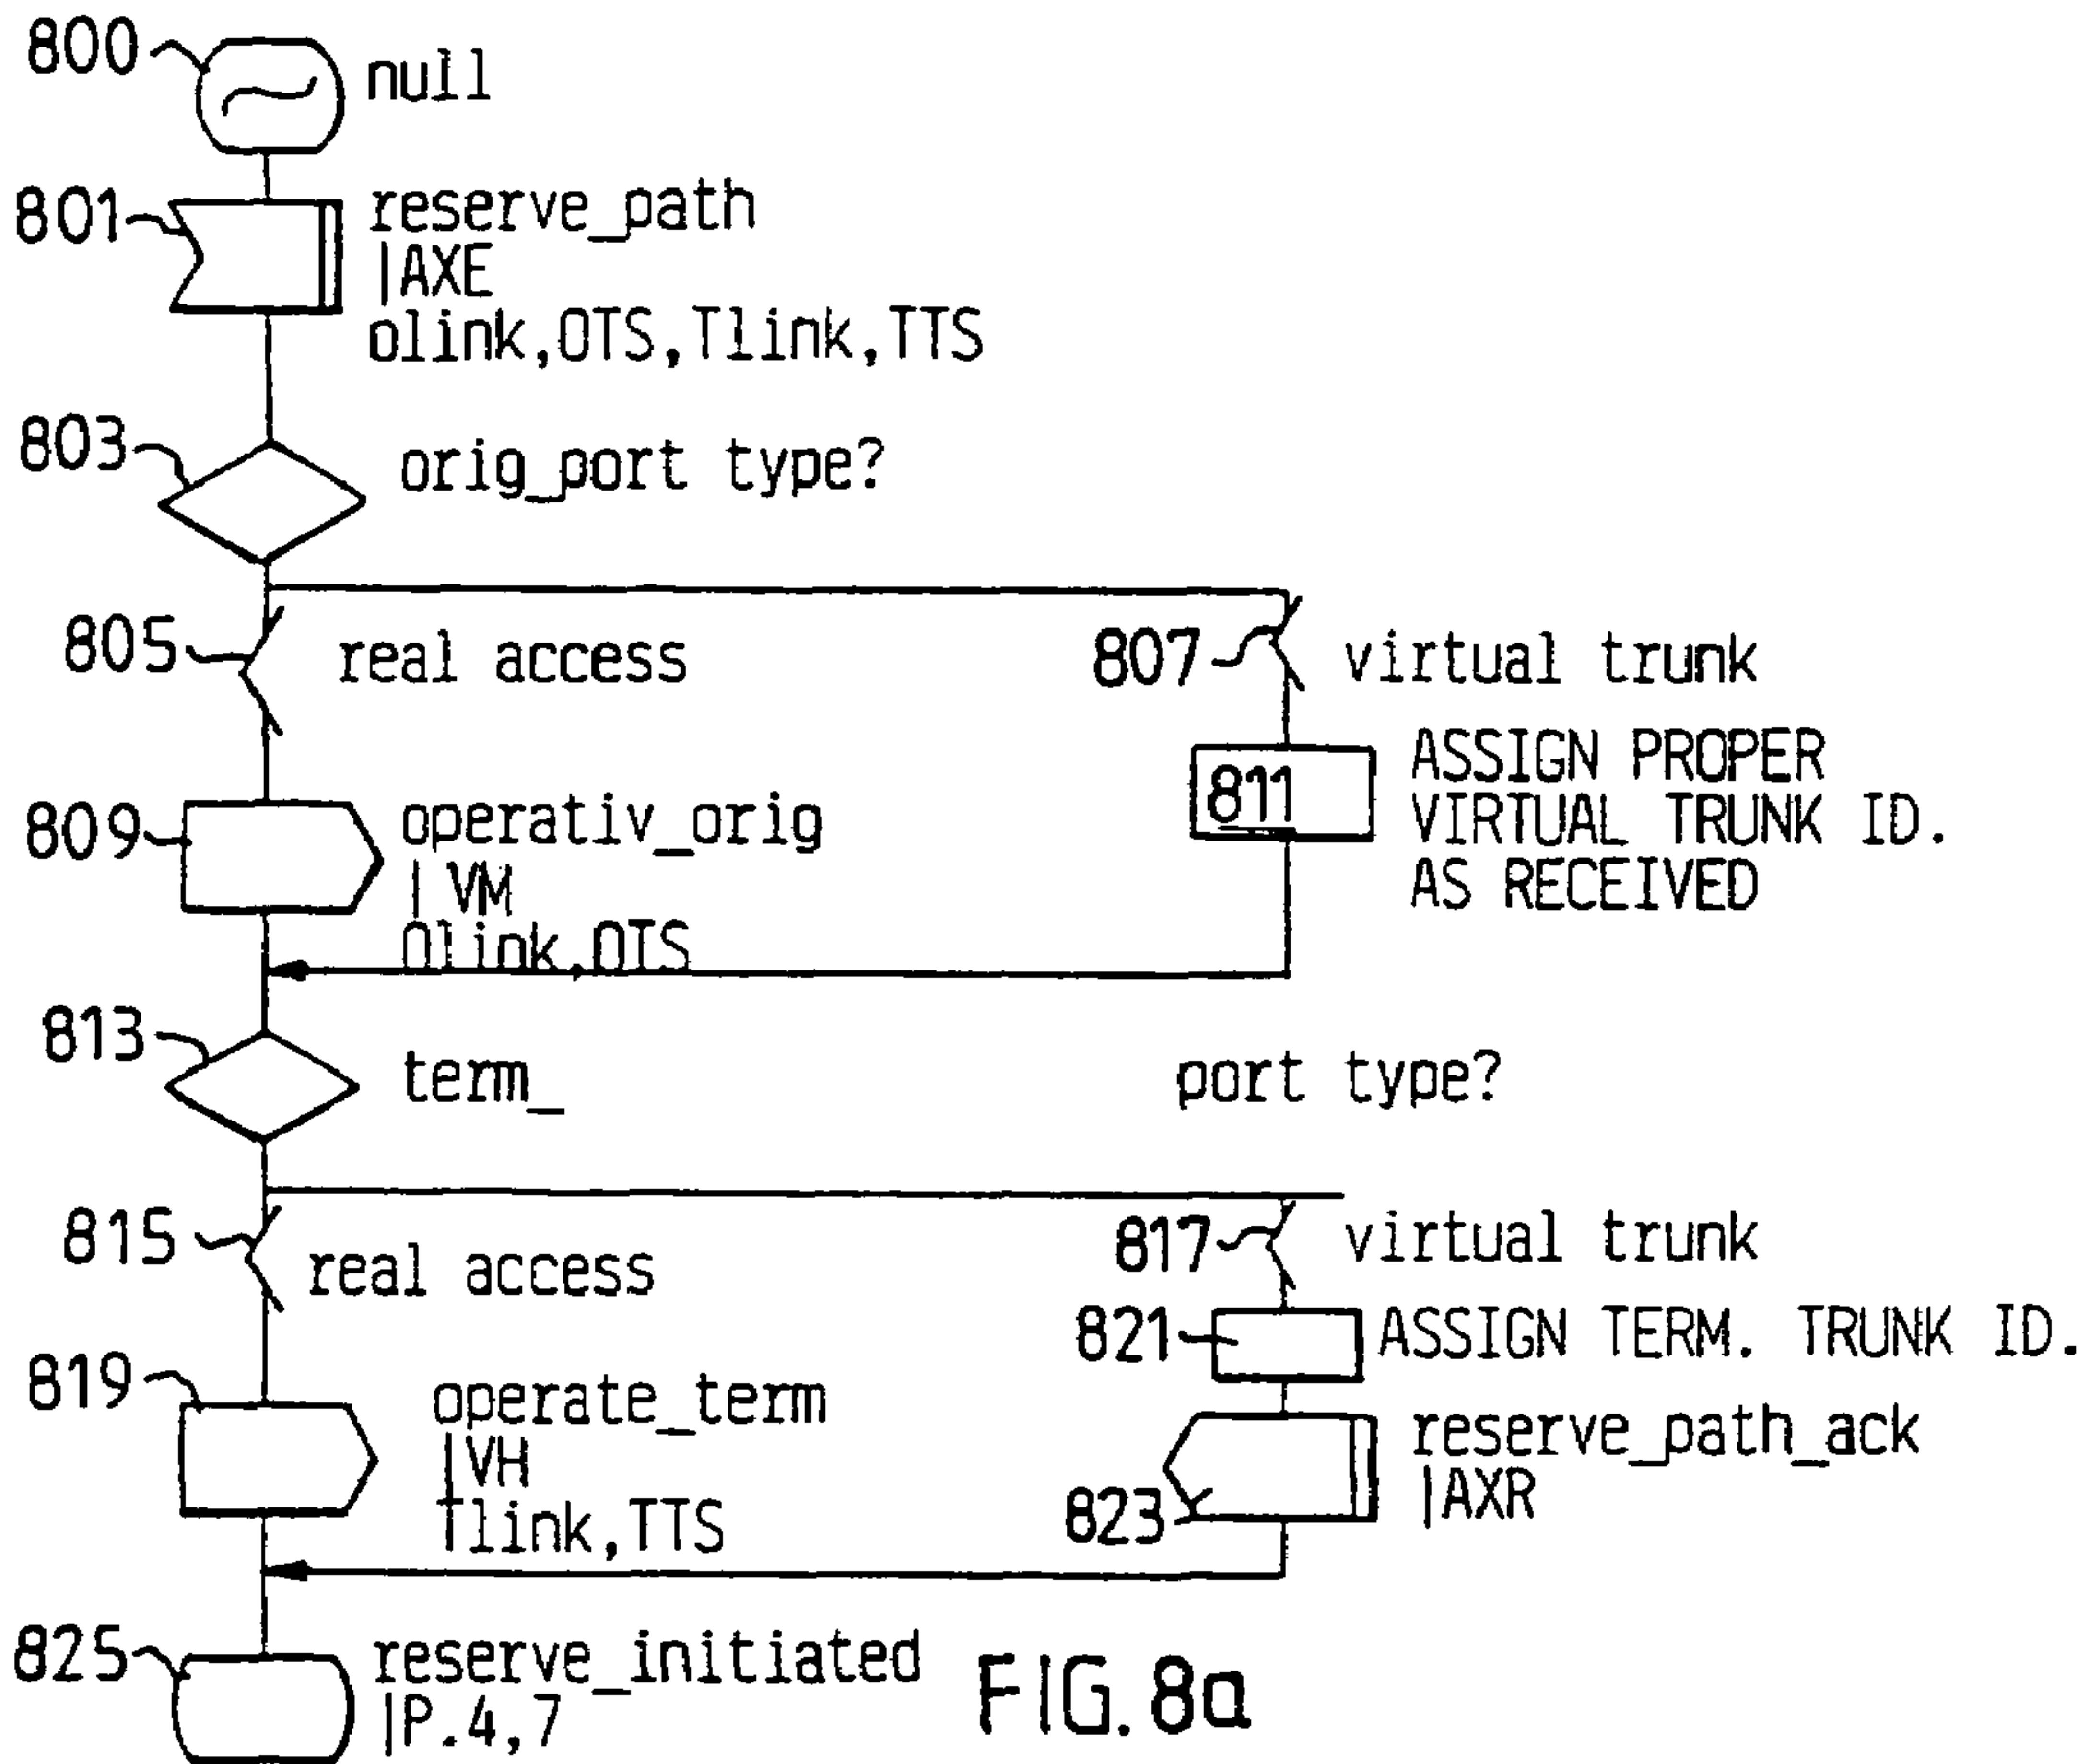 800 null
801 reserve_path
|AXE
olink,OTS,Tlink,TTS
803 orig_port type?
805 real access
807 virtual trunk
811 ASSIGN PROPER
VIRTUAL TRUNK ID.
AS RECEIVED
809 operativ_orig
|VM
Olink,OTS
813 term_ port type?
815 real access
817 virtual trunk
821 ASSIGN TERM. TRUNK ID.
819 operate_term
|VH
Tlink,TTS
823 reserve_path_ack
|AXR
825 reserve_initiated
|P.4,7
FIG. 8a